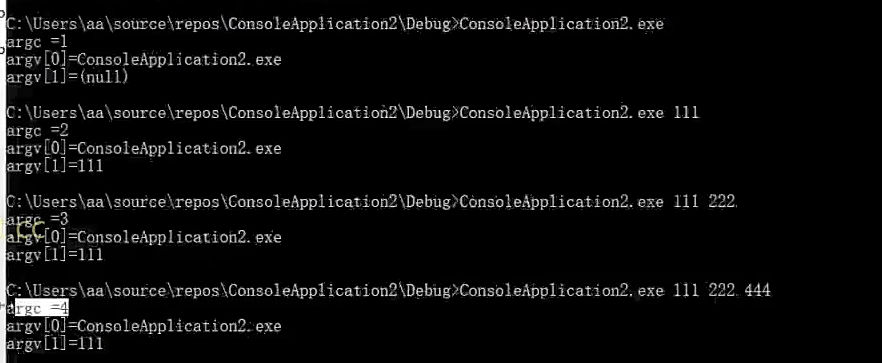 C:\Users\aa\source\repos\ConsoleApplication2\Debug>ConsoleApplication2.exe
argc =1
argv[0]=ConsoleApplication2.exe
argv[1]=(null)
C:\Users\aa\source\repos\ConsoleApplication2\Debug>ConsoleApplication2.exe 111
argc =2
argv[0]=ConsoleApplication2.exe
argv[1]=111
C:\Users\aa\source\repos\ConsoleApplication2\Debug>ConsoleApplication2.exe 111 222
argc =3
argv[0]=ConsoleApplication2.exe
argv[1]=111
C:\Users\aa\source\repos\ConsoleApplication2\Debug>ConsoleApplication2.exe 111 222 444
argc =4
argv[0]=ConsoleApplication2.exe
argv[1]=111